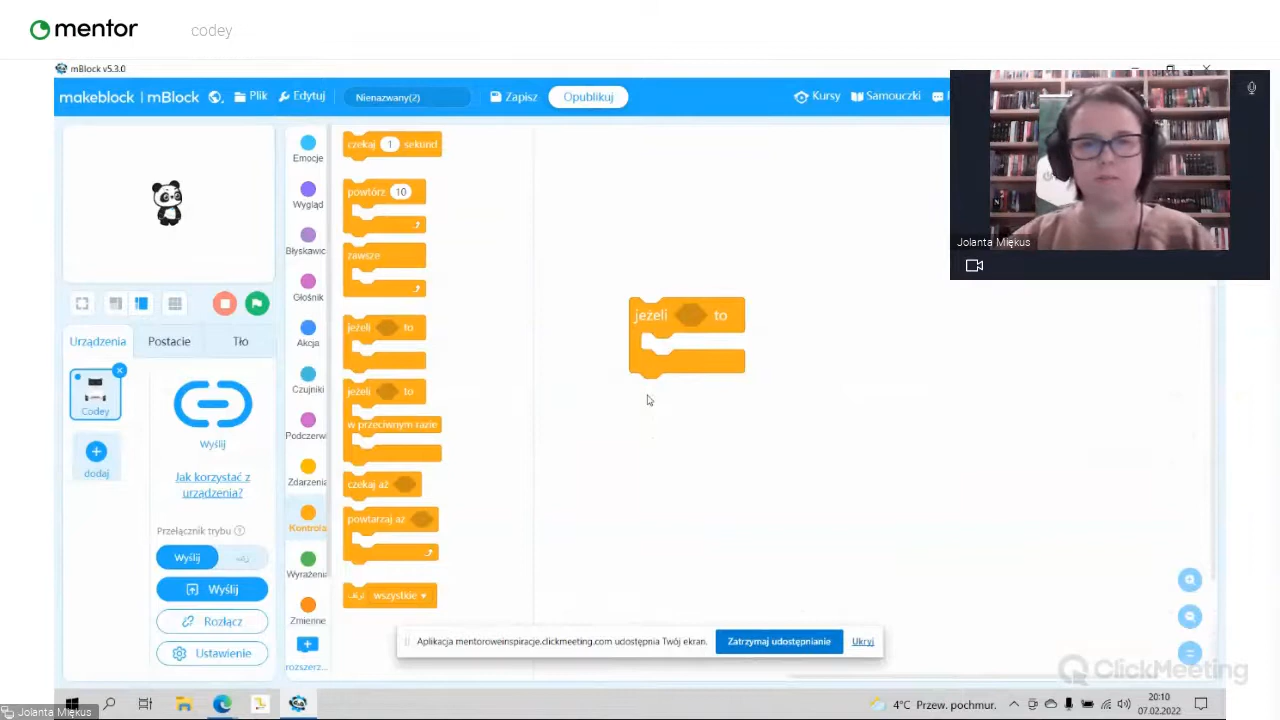 mentor
codey
mBlock v5.3.0
makeblock | mBlock
Plik
Edytuj
Nienazwany(2)
Zapisz
Opublikuj
Kursy
Samouczki
Jolanta Miękus
Emocje
Wygląd
Błyskawic
Głośnik
Akcja
Czujniki
Podczerw
Zdarzenia
Kontrola
Wyrażenia
Zmienne
rozszerz...
czekaj 1 sekund
powtórz 10
zawsze
jeżeli to
jeżeli to
w przeciwnym razie
czekaj aż
powtarzaj aż
wszystkie
jeżeli to
Urządzenia
Postacie
Tło
Codey
dodaj
Wyślij
Jak korzystać z
urządzenia?
Przełącznik trybu ?
Wyślij
Wyślij
Rozłącz
Ustawienie
Aplikacja mentoroweinspiracje.clickmeeting.com udostępnia Twój ekran.
Zatrzymaj udostępnianie
Ukryj
ClickMeeting
Jolanta Miękus
4°C Przew. pochmur.
20:10
07.02.2022